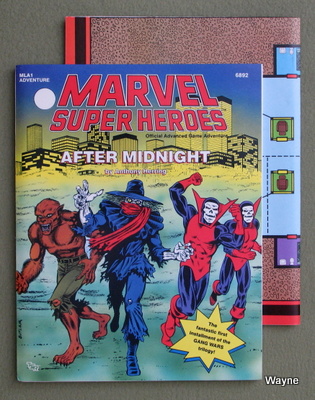 MLA1
ADVENTURE
6892
MARVEL
SUPER HEROES
Official Advanced Game Adventure
AFTER MIDNIGHT
by Anthony Herring
The
fantastic first
installment of the
GANG WARS
trilogy!
Wayne